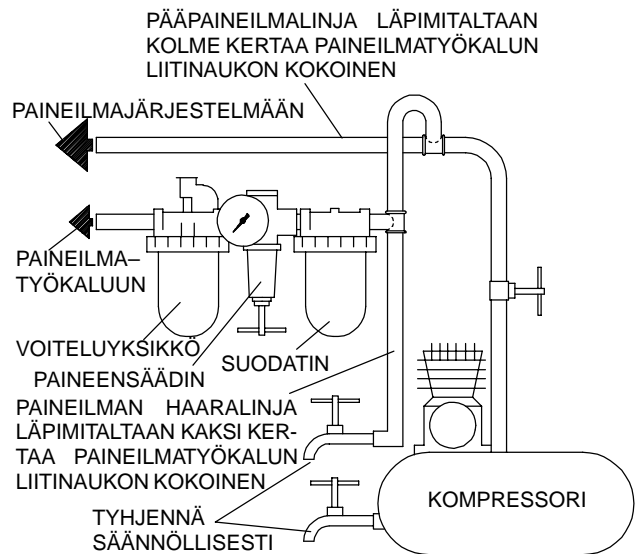 PÄÄPAINEILMALINJA LÄPIMITALTAAN
KOLME KERTAA PAINEILMATYÖKALUN
LIITINAUKON KOKOINEN
PAINEILMAJÄRJESTELMÄÄN
PAINEILMA–
TYÖKALUUN
VOITELUYKSIKKÖ
SUODATIN
PAINEENSÄÄDIN
PAINEILMAN HAARALINJA
LÄPIMITALTAAN KAKSI KER-
TAA PAINEILMATYÖKALUN
LIITINAUKON KOKOINEN
KOMPRESSORI
TYHJENNÄ
SÄÄNNÖLLISESTI